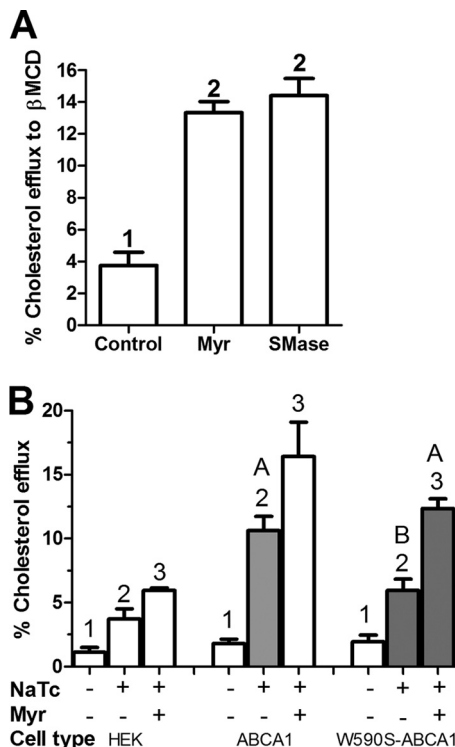 A
% Cholesterol efflux to βMCD
16
14
12
10
8
6
4
2
0
1
2
2
Control Myr SMase
B
% Cholesterol efflux
20
15
10
5
0
1
2
3
1
A
2
3
1
B
2
A
3
NaTc - + + - + + - + +
Myr - - + - - + - - +
Cell type HEK ABCA1 W590S-ABCA1